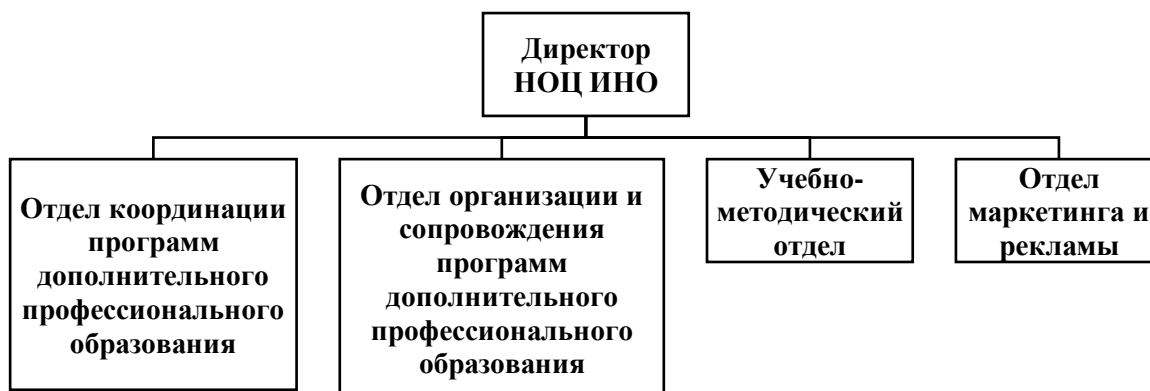 Директор
НОЦ ИНО
Отдел координации
программ
дополнительного
профессионального
образования
Отдел организации и
сопровождения
программ
дополнительного
профессионального
образования
Учебно-
методический
отдел
Отдел
маркетинга и
рекламы